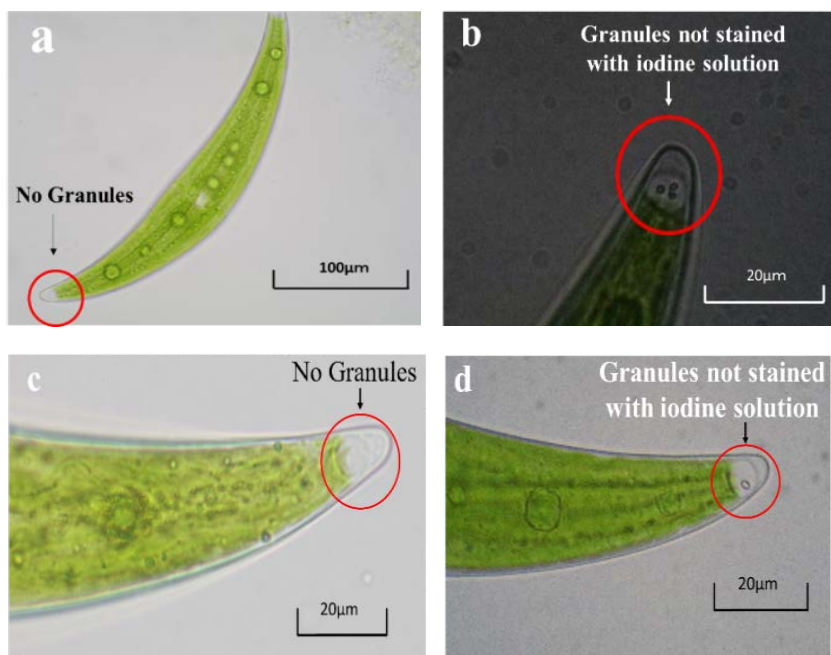 a
No Granules
100µm
b
Granules not stained
with iodine solution
20µm
c
No Granules
20µm
d
Granules not stained
with iodine solution
20µm